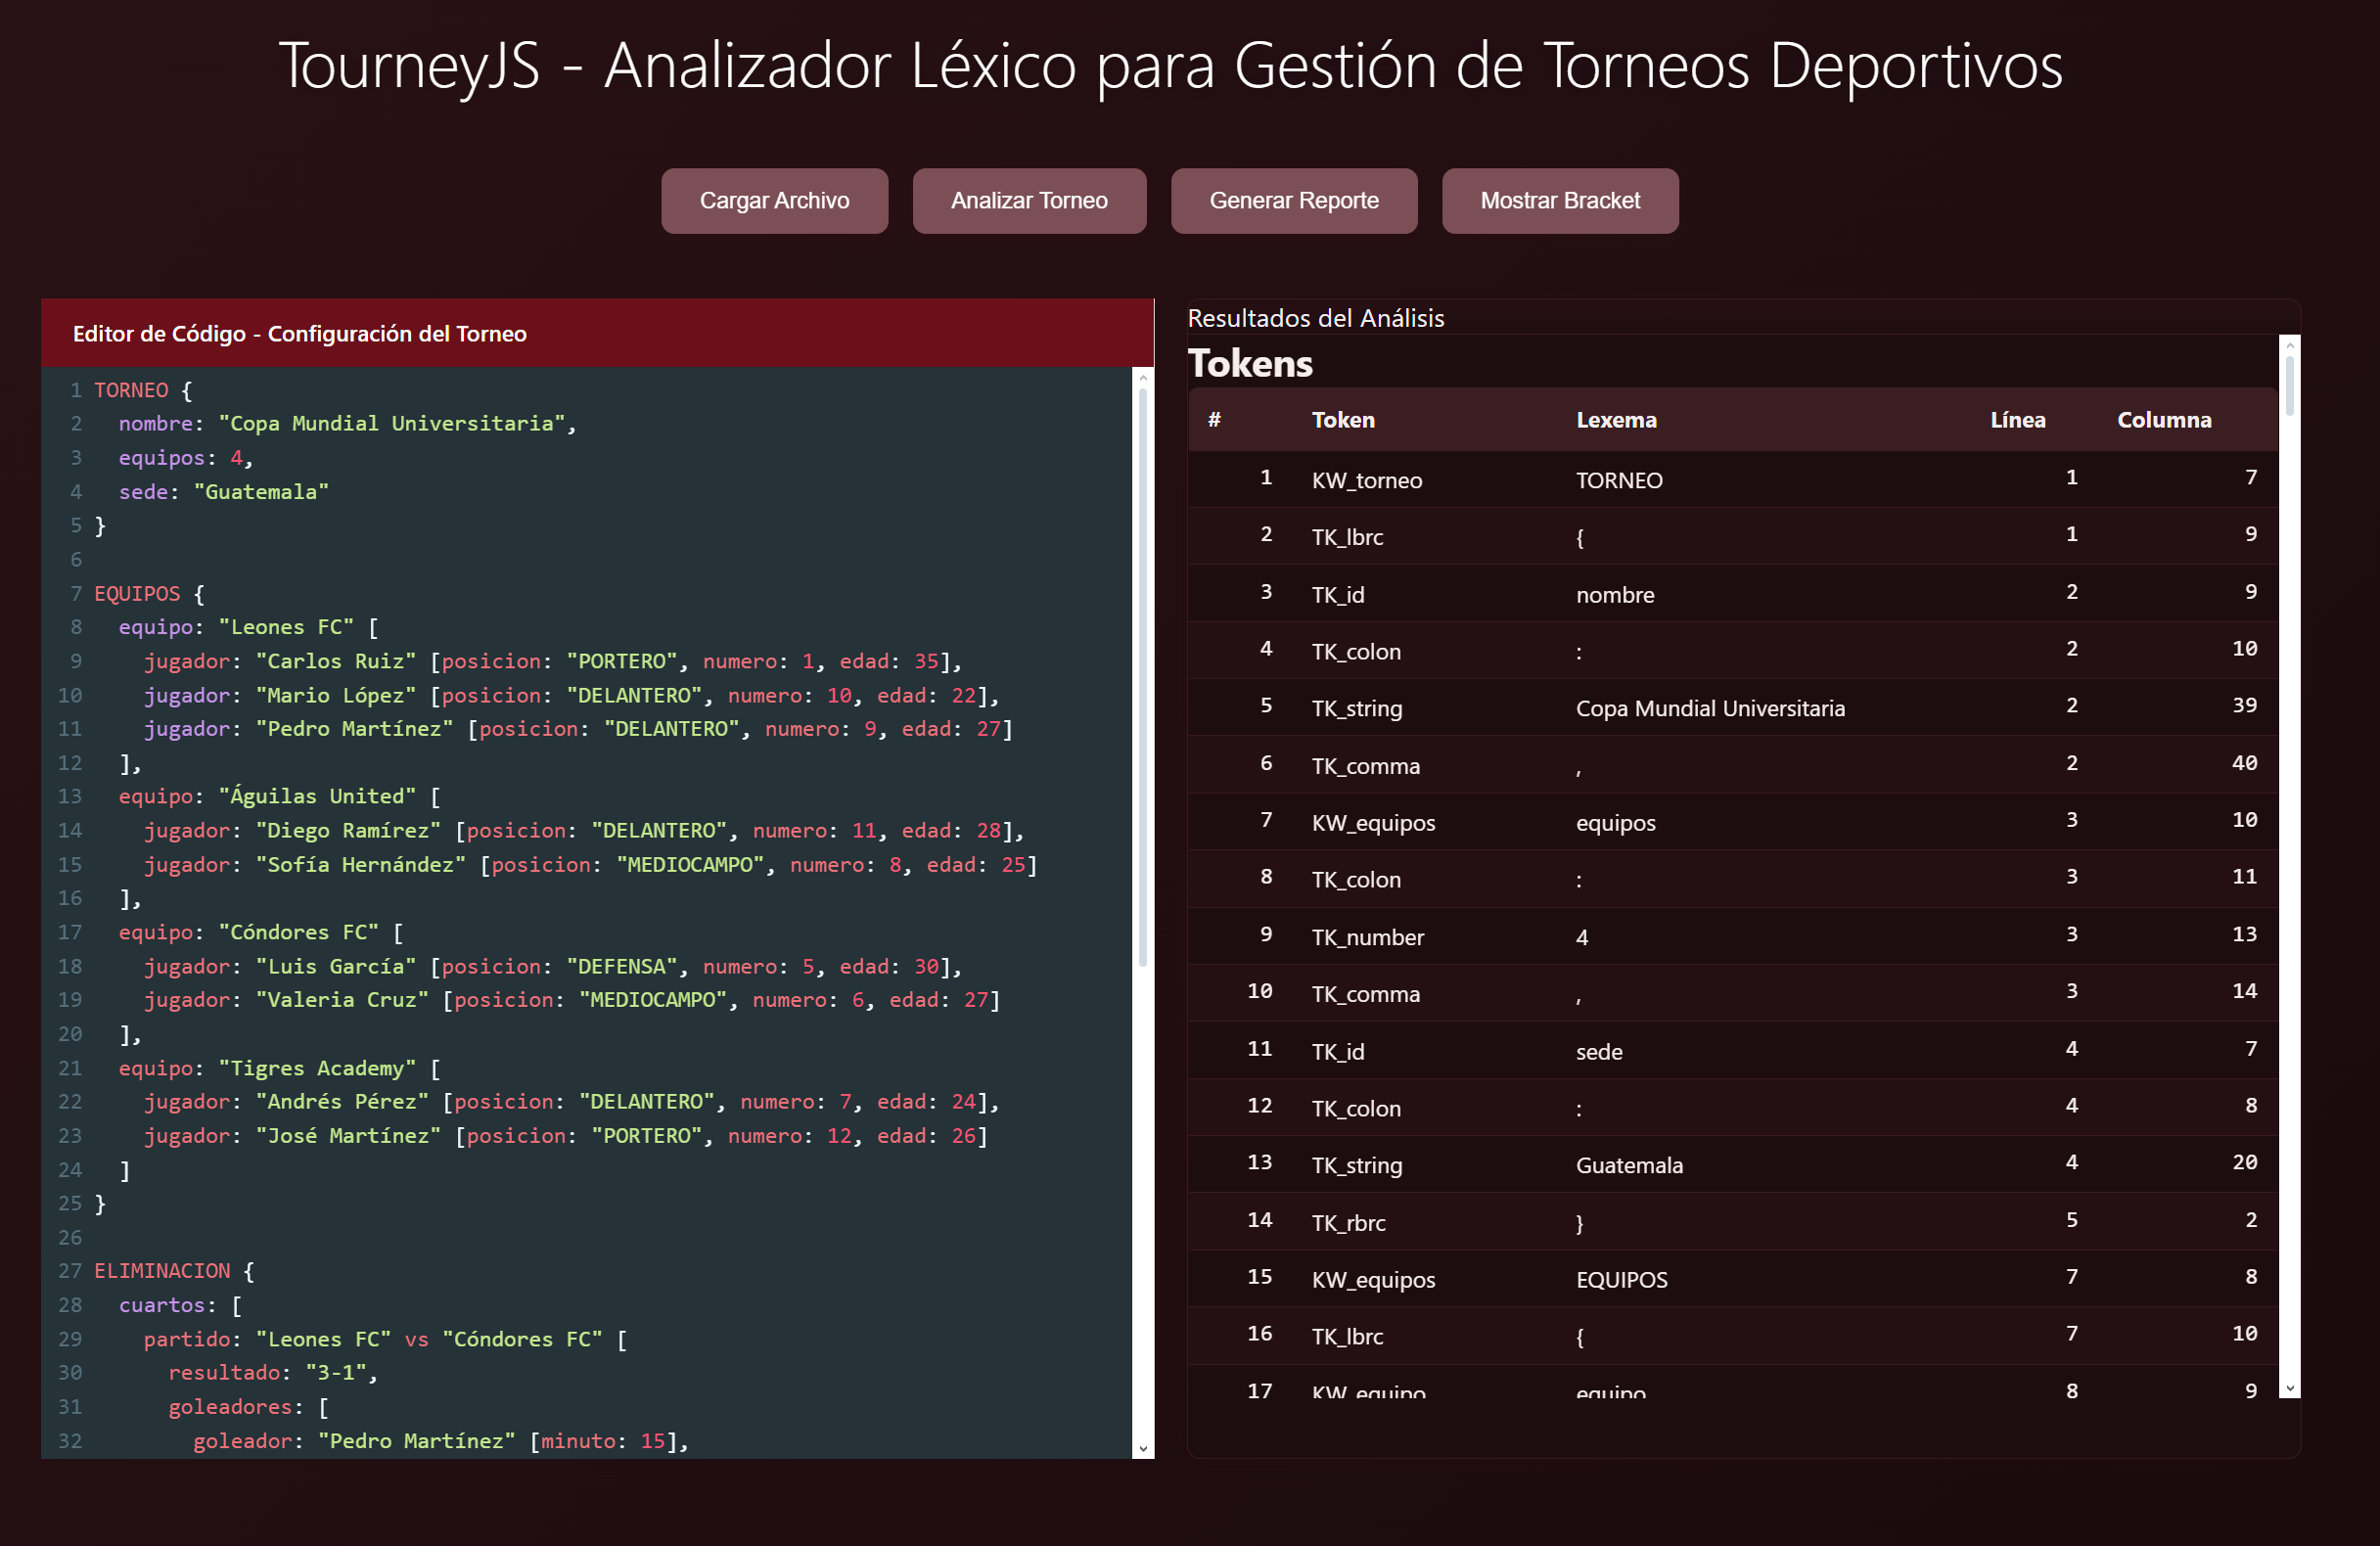 TourneyJS - Analizador Léxico para Gestión de Torneos Deportivos
Cargar Archivo
Analizar Torneo
Generar Reporte
Mostrar Bracket
Editor de Código - Configuración del Torneo
1 TORNEO {
2   nombre: "Copa Mundial Universitaria",
3   equipos: 4,
4   sede: "Guatemala"
5 }
6
7 EQUIPOS {
8   equipo: "Leones FC" [
9     jugador: "Carlos Ruiz" [posicion: "PORTERO", numero: 1, edad: 35],
10     jugador: "Mario López" [posicion: "DELANTERO", numero: 10, edad: 22],
11     jugador: "Pedro Martínez" [posicion: "DELANTERO", numero: 9, edad: 27]
12   ],
13   equipo: "Águilas United" [
14     jugador: "Diego Ramírez" [posicion: "DELANTERO", numero: 11, edad: 28],
15     jugador: "Sofía Hernández" [posicion: "MEDIOCAMPO", numero: 8, edad: 25]
16   ],
17   equipo: "Cóndores FC" [
18     jugador: "Luis García" [posicion: "DEFENSA", numero: 5, edad: 30],
19     jugador: "Valeria Cruz" [posicion: "MEDIOCAMPO", numero: 6, edad: 27]
20   ],
21   equipo: "Tigres Academy" [
22     jugador: "Andrés Pérez" [posicion: "DELANTERO", numero: 7, edad: 24],
23     jugador: "José Martínez" [posicion: "PORTERO", numero: 12, edad: 26]
24   ]
25 }
26
27 ELIMINACION {
28   cuartos: [
29     partido: "Leones FC" vs "Cóndores FC" [
30       resultado: "3-1",
31       goleadores: [
32         goleador: "Pedro Martínez" [minuto: 15],
Resultados del Análisis
Tokens
# Token Lexema Línea Columna
1 KW_torneo TORNEO 1 7
2 TK_lbrc { 1 9
3 TK_id nombre 2 9
4 TK_colon : 2 10
5 TK_string Copa Mundial Universitaria 2 39
6 TK_comma , 2 40
7 KW_equipos equipos 3 10
8 TK_colon : 3 11
9 TK_number 4 3 13
10 TK_comma , 3 14
11 TK_id sede 4 7
12 TK_colon : 4 8
13 TK_string Guatemala 4 20
14 TK_rbrc } 5 2
15 KW_equipos EQUIPOS 7 8
16 TK_lbrc { 7 10
17 KW_equipo equipo 8 9